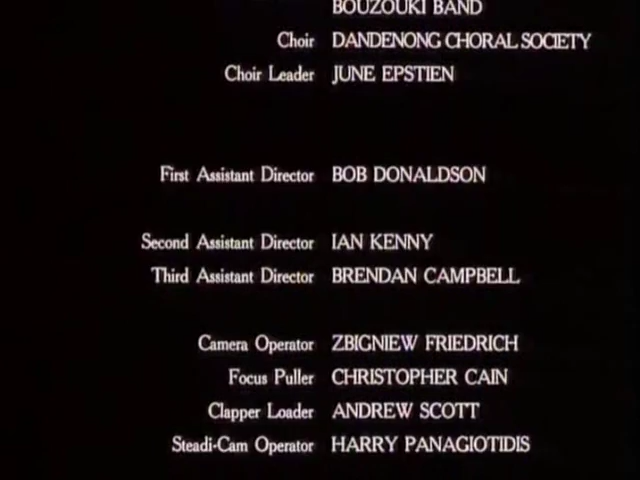 BOUZOUKI BAND
Choir DANDENONG CHORAL SOCIETY
Choir Leader JUNE EPSTIEN
First Assistant Director BOB DONALDSON
Second Assistant Director IAN KENNY
Third Assistant Director BRENDAN CAMPBELL
Camera Operator ZBIGNIEW FRIEDRICH
Focus Puller CHRISTOPHER CAIN
Clapper Loader ANDREW SCOTT
Steadi-Cam Operator HARRY PANAGIOTIDIS